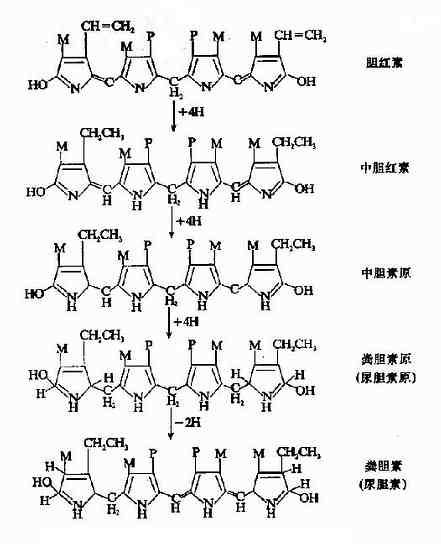 CH=CH₂ CH=CH₂
M M P P M M
胆红素
HO N C N C N C N OH
H₂
+4H
CH₂CH₃ CH₂CH₃
M M P P M M
中胆红素
HO N C N C N C N OH
H H H₂ H H
+4H
CH₂CH₃ CH₂CH₃
M M P P M M
中胆素原
HO N C N C N C N OH
H H H H₂ H H H
+4H
CH₂CH₃ CH₂CH₃
M M P P M M
粪胆素原
(尿胆素原)
HO H H H
H N C N C N C N OH
H H₂ H H₂ H H₂ H
−2H
CH₂CH₃ CH₂CH₃
H M M P P M M H
粪胆素
(尿胆素)
HO H
H N C N C N C N OH
H H₂ H H H H H